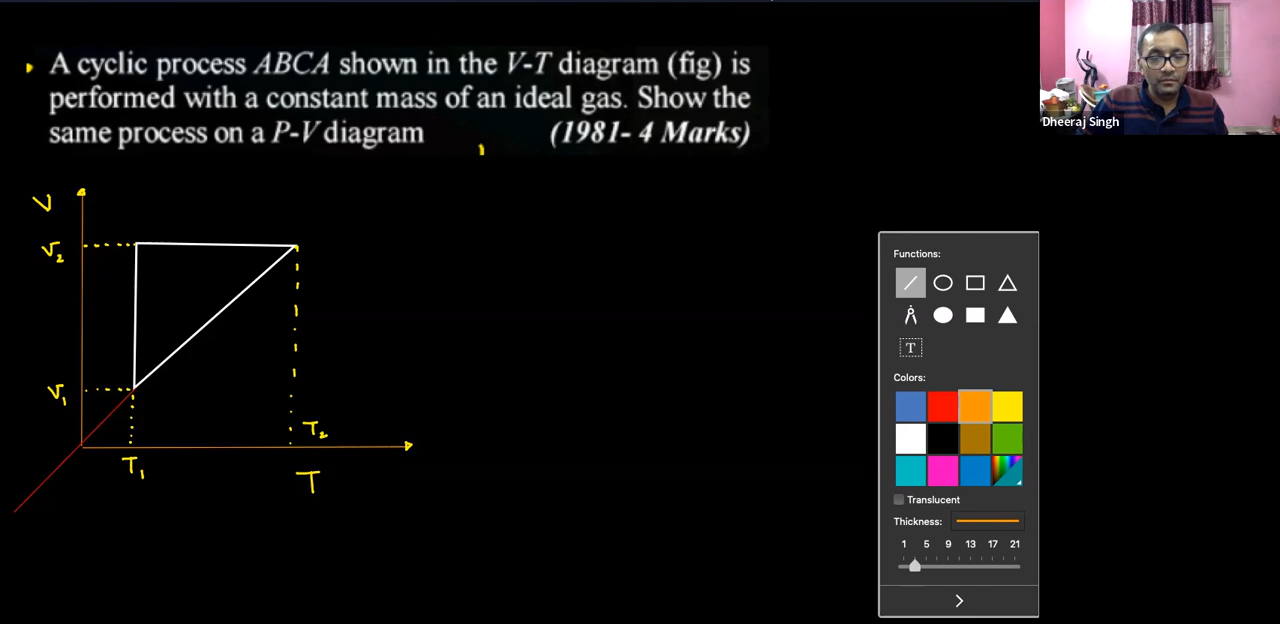 A cyclic process ABCA shown in the V-T diagram (fig) is
performed with a constant mass of an ideal gas. Show the
same process on a P-V diagram (1981- 4 Marks)
Dheeraj Singh
V
V₂
V₁
T₁
T₂
T
Functions:
T
Colors:
Translucent
Thickness:
1 5 9 13 17 21